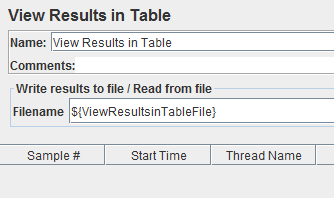 View Results in Table
Name: View Results in Table
Comments:
Write results to file / Read from file
Filename ${ViewResultsinTableFile}
Sample # Start Time Thread Name